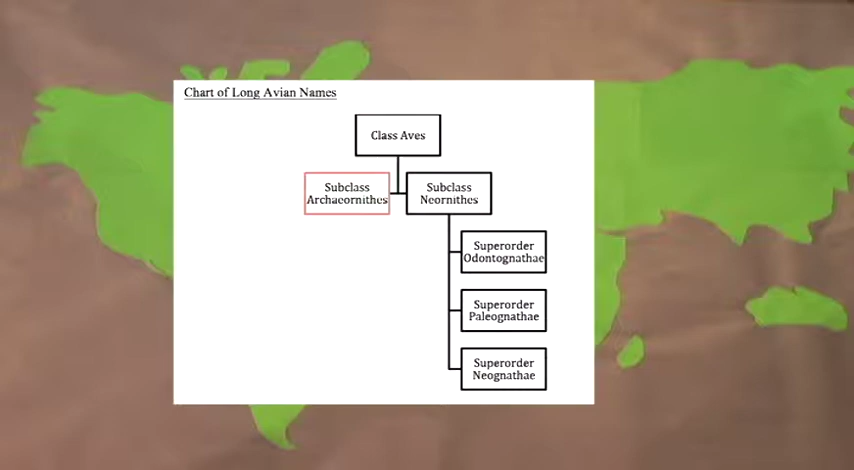 Chart of Long Avian Names
Class Aves
Subclass
Archaeornithes
Subclass
Neornithes
Superorder
Odontognathae
Superorder
Paleognathae
Superorder
Neognathae